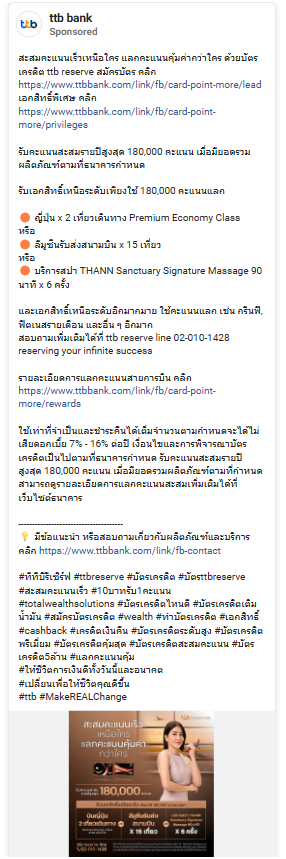 ttb bank
Sponsored
สะสมคะแนนเร็วเหนือใคร แลกคะแนนคุ้มค่ากว่าใคร ด้วยบัตร
เครดิต ttb reserve สมัครบัตร คลิก
https://www.ttbbank.com/link/fb/card-point-more/lead
เอกสิทธิ์พิเศษ คลิก
https://www.ttbbank.com/link/fb/card-point-
more/privileges
รับคะแนนสะสมรายปีสูงสุด 180,000 คะแนน เมื่อมียอดรวม
ผลิตภัณฑ์ตามที่ธนาคารกำหนด
รับเอกสิทธิ์เหนือระดับเพียงใช้ 180,000 คะแนนแลก
ญี่ปุ่น x 2 เที่ยวเดินทาง Premium Economy Class
หรือ
ลีมูซีนรับส่งสนามบิน x 15 เที่ยว
หรือ
บริการสปา THANN Sanctuary Signature Massage 90
นาที x 6 ครั้ง
และเอกสิทธิ์เหนือระดับอีกมากมาย ใช้คะแนนแลก เช่น กรีนฟี,
ฟิตเนสรายเดือน และอื่น ๆ อีกมาก
สอบถามเพิ่มเติมได้ที่ ttb reserve line 02-010-1428
reserving your infinite success
รายละเอียดการแลกคะแนนสายการบิน คลิก
https://www.ttbbank.com/link/fb/card-point-
more/rewards
ใช้เท่าที่จำเป็นและชำระคืนได้เต็มจำนวนตามกำหนดจะได้ไม่
เสียดอกเบี้ย 7% - 16% ต่อปี เงื่อนไขและการพิจารณาบัตร
เครดิตเป็นไปตามที่ธนาคารกำหนด รับคะแนนสะสมรายปี
สูงสุด 180,000 คะแนน เมื่อมียอดรวมผลิตภัณฑ์ตามที่กำหนด
สามารถดูรายละเอียดการแลกคะแนนสะสมเพิ่มเติมได้ที่
เว็บไซต์ธนาคาร
--------------------------------------
มีข้อแนะนำ หรือสอบถามเกี่ยวกับผลิตภัณฑ์และบริการ
คลิก https://www.ttbbank.com/link/fb-contact
#ทีทีบีรีเซิร์ฟ #ttbreserve #บัตรเครดิต #บัตรttbreserve
#สะสมคะแนนเร็ว #10บาทรับ1คะแนน
#totalwealthsolutions #บัตรเครดิตไหนดี #บัตรเครดิตเติม
น้ำมัน #สมัครบัตรเครดิต #wealth #ทำบัตรเครดิต #เอกสิทธิ์
#cashback #เครดิตเงินคืน #บัตรเครดิตระดับสูง #บัตรเครดิต
พรีเมียม #บัตรเครดิตคุ้มสุด #บัตรเครดิตสะสมคะแนน #บัตร
เครดิต5ล้าน #แลกคะแนนคุ้ม
#ให้ชีวิตการเงินดีทั้งวันนี้และอนาคต
#เปลี่ยนเพื่อให้ชีวิตคุณดีขึ้น
#ttb #MakeREALChange
สะสมคะแนนเร็ว
เหนือใคร
แลกคะแนนคุ้มค่า
กว่าใคร
180,000 คะแนน
บินญี่ปุ่น
2 เที่ยวเดินทาง
ลีมูซีนรับส่ง
สนามบิน
x 15 เที่ยว
x 6 ครั้ง